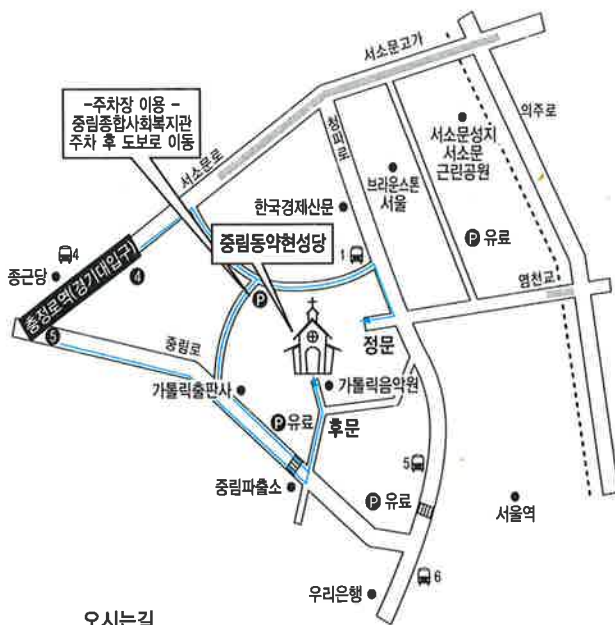 서소문고가
-주차장 이용 -
중림종합사회복지관
주차 후 도보로 이동
서소문로
청파로
의주로
서소문성지
서소문
근린공원
브라운스톤
서울
한국경제신문
P 유료
중림동약현성당
4
종근당
충정로역(경기대입구)
4
5
1
P
염천교
정문
중림로
가톨릭출판사
가톨릭음악원
P 유료
후문
5
중림파출소
P 유료
서울역
6
우리은행
오시는길